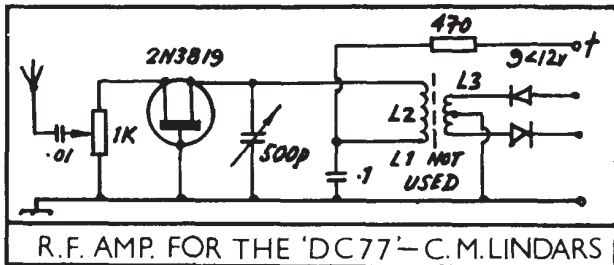 470
2N3819
9<12v
+
L3
L2
1K
.01
500p
.1
L1 NOT
USED
R.F. AMP. FOR THE 'DC77'-C.M.LINDARS